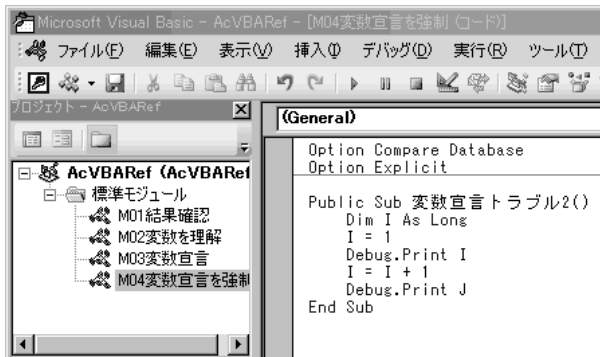 Microsoft Visual Basic - AcVBARef - [M04変数宣言を強制 (コード)]
ファイル(F) 編集(E) 表示(V) 挿入(I) デバッグ(D) 実行(R) ツール(T)
プロジェクト - AcVBARef
(General)
Option Compare Database
Option Explicit
AcVBARef (AcVBARef
標準モジュール
M01結果確認
M02変数を理解
M03変数宣言
M04変数宣言を強制
Public Sub 変数宣言トラブル2()
Dim I As Long
I = 1
Debug.Print I
I = I + 1
Debug.Print J
End Sub